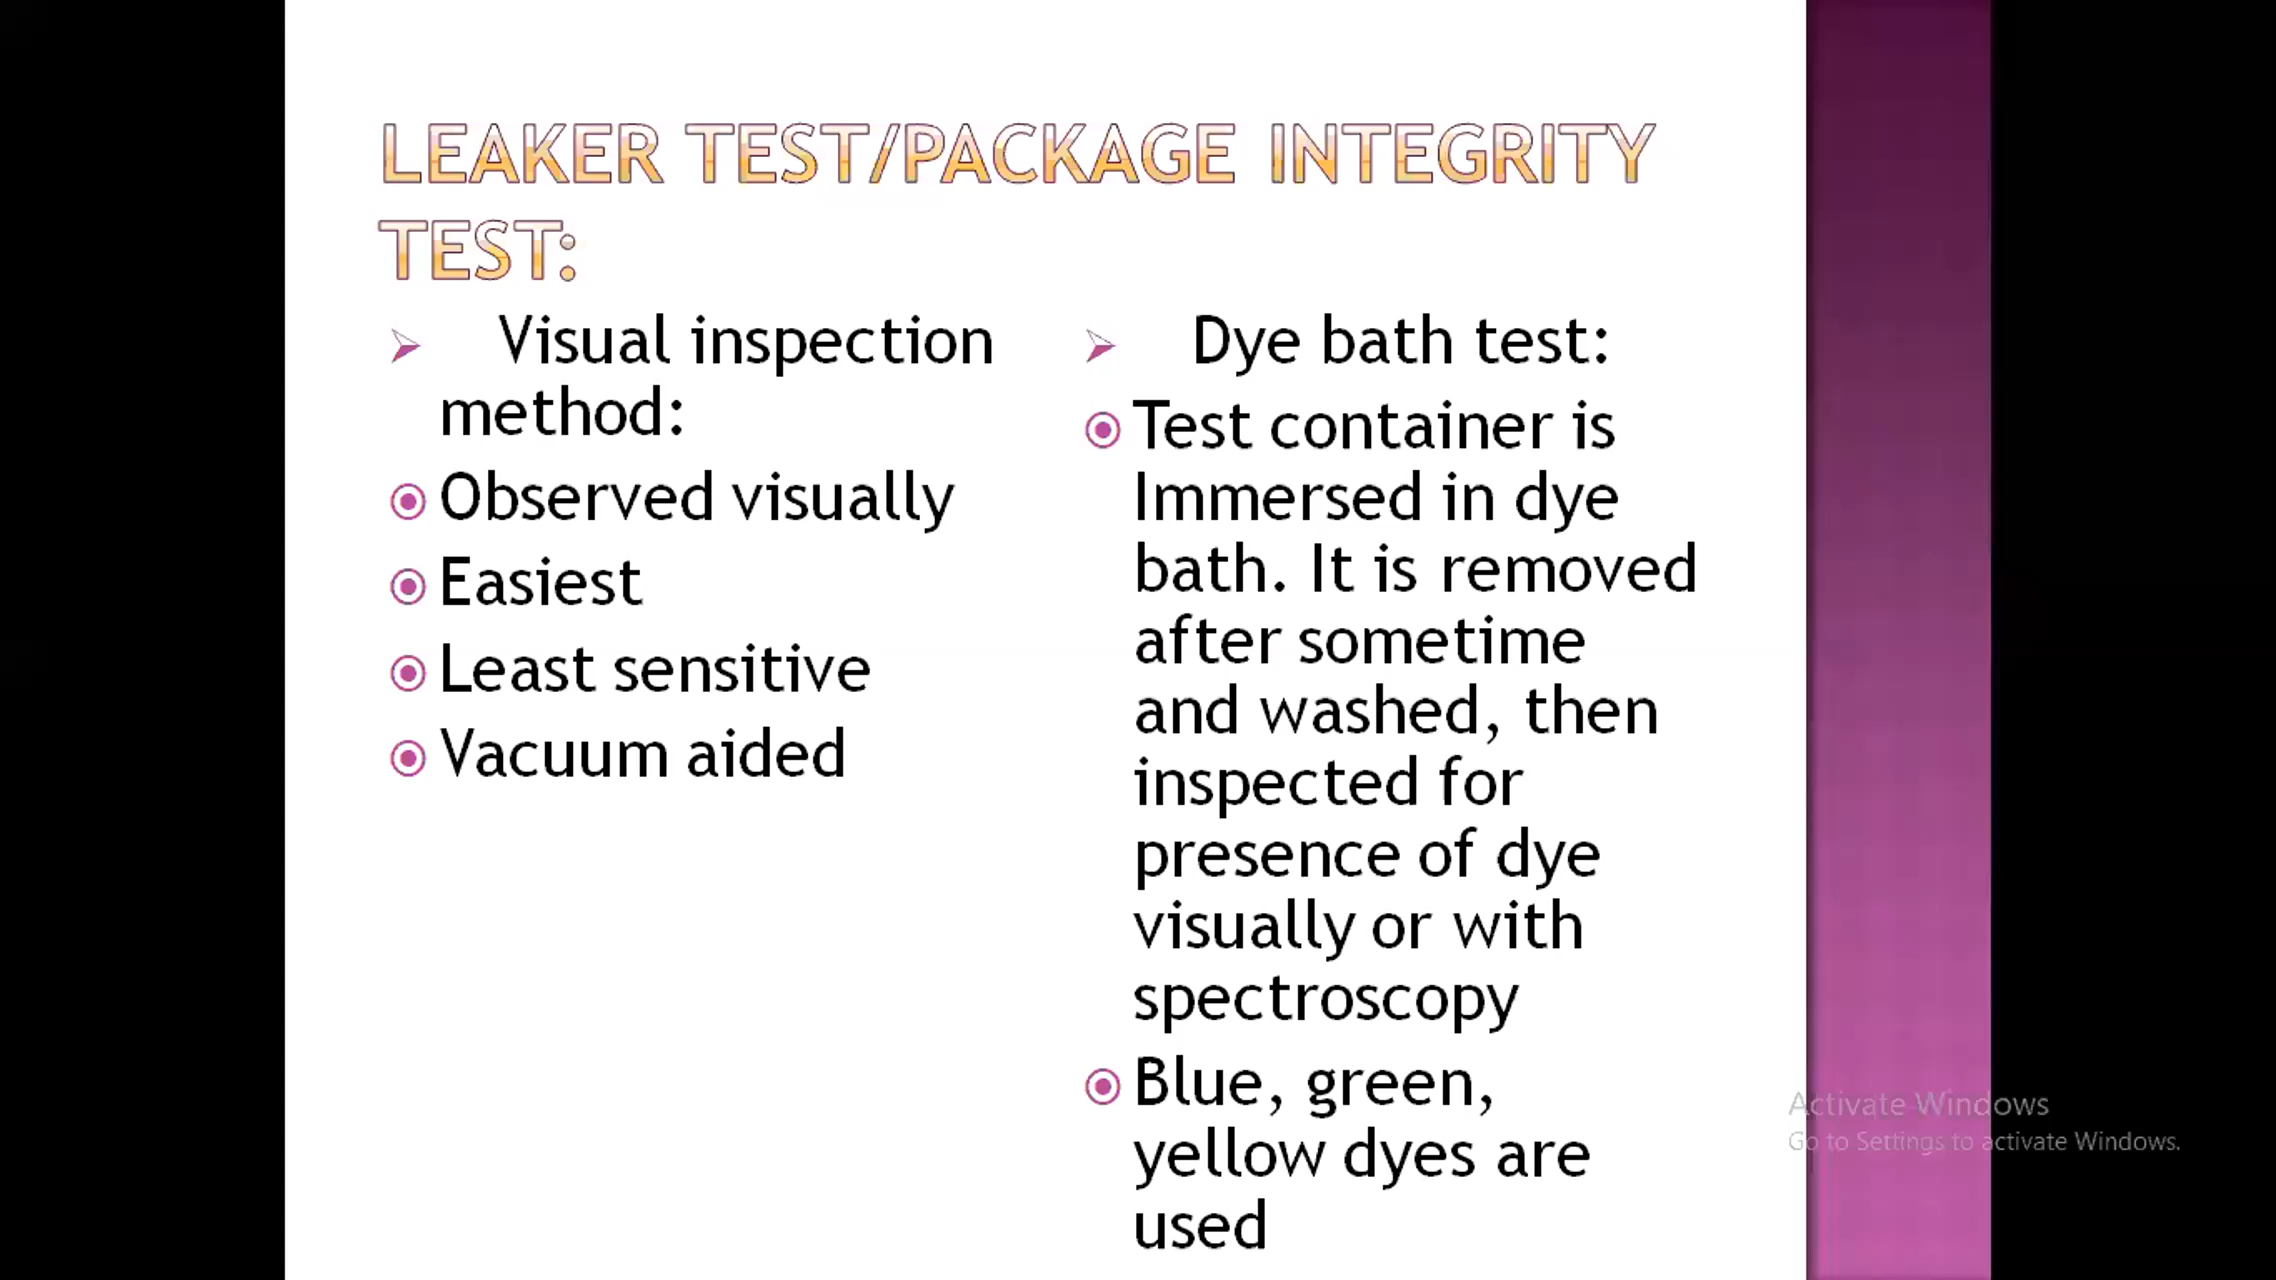 LEAKER TEST/PACKAGE INTEGRITY
TEST:
Visual inspection
method:
Observed visually
Easiest
Least sensitive
Vacuum aided
Dye bath test:
Test container is
Immersed in dye
bath. It is removed
after sometime
and washed, then
inspected for
presence of dye
visually or with
spectroscopy
Blue, green,
yellow dyes are
used
Activate Windows
Go to Settings to activate Windows.